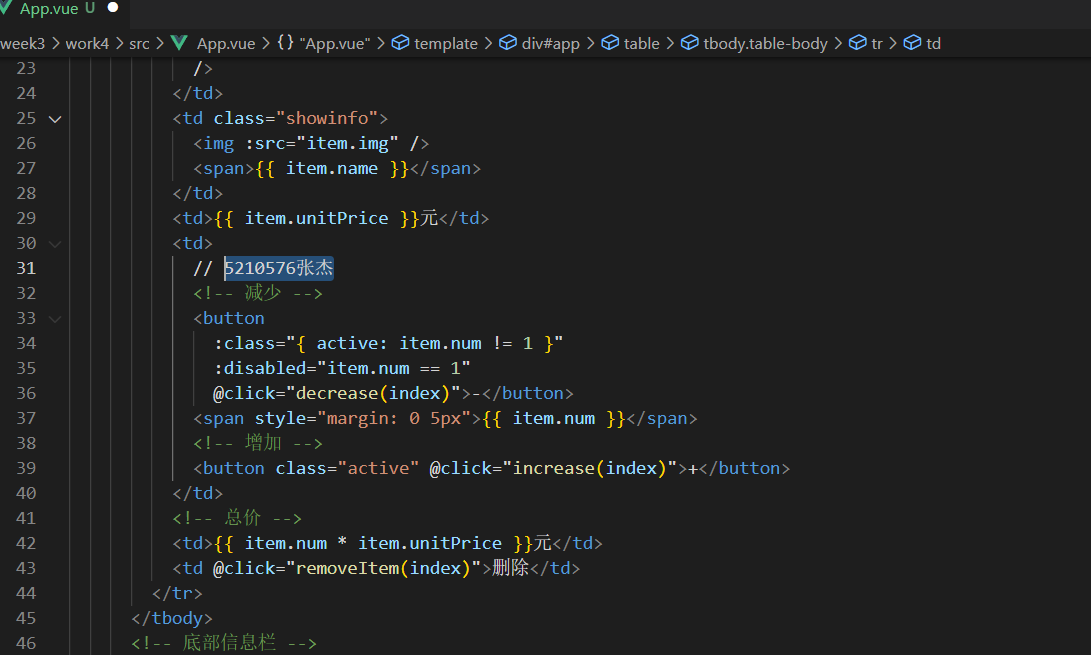 App.vue U
week3 > work4 > src > App.vue > {} "App.vue" > template > div#app > table > tbody.table-body > tr > td
23 />
24 </td>
25 <td class="showinfo">
26 <img :src="item.img" />
27 <span>{{ item.name }}</span>
28 </td>
29 <td>{{ item.unitPrice }}元</td>
30 <td>
31 // 5210576张杰
32 <!-- 减少 -->
33 <button
34 :class="{ active: item.num != 1 }"
35 :disabled="item.num == 1"
36 @click="decrease(index)">-</button>
37 <span style="margin: 0 5px">{{ item.num }}</span>
38 <!-- 增加 -->
39 <button class="active" @click="increase(index)">+</button>
40 </td>
41 <!-- 总价 -->
42 <td>{{ item.num * item.unitPrice }}元</td>
43 <td @click="removeItem(index)">删除</td>
44 </tr>
45 </tbody>
46 <!-- 底部信息栏 -->